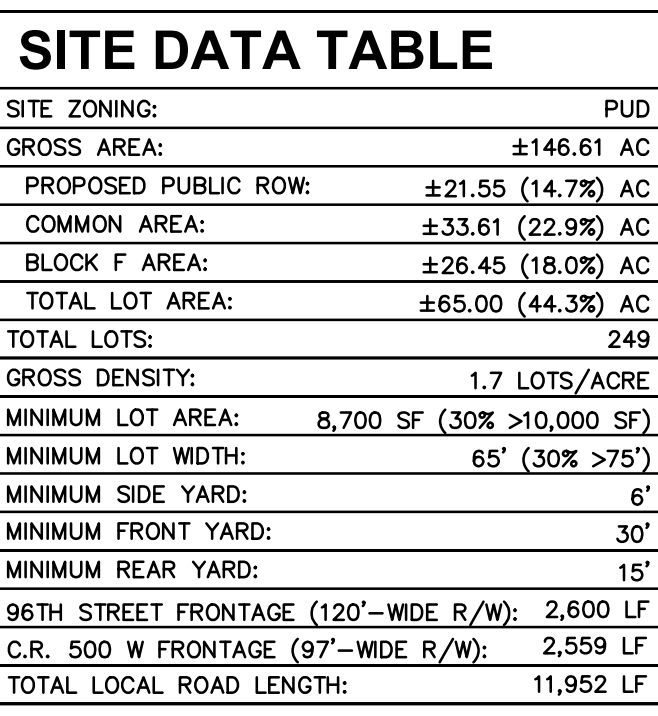 SITE DATA TABLE
SITE ZONING: PUD
GROSS AREA: ±146.61 AC
PROPOSED PUBLIC ROW: ±21.55 (14.7%) AC
COMMON AREA: ±33.61 (22.9%) AC
BLOCK F AREA: ±26.45 (18.0%) AC
TOTAL LOT AREA: ±65.00 (44.3%) AC
TOTAL LOTS: 249
GROSS DENSITY: 1.7 LOTS/ACRE
MINIMUM LOT AREA: 8,700 SF (30% >10,000 SF)
MINIMUM LOT WIDTH: 65' (30% >75')
MINIMUM SIDE YARD: 6'
MINIMUM FRONT YARD: 30'
MINIMUM REAR YARD: 15'
96TH STREET FRONTAGE (120'-WIDE R/W): 2,600 LF
C.R. 500 W FRONTAGE (97'-WIDE R/W): 2,559 LF
TOTAL LOCAL ROAD LENGTH: 11,952 LF